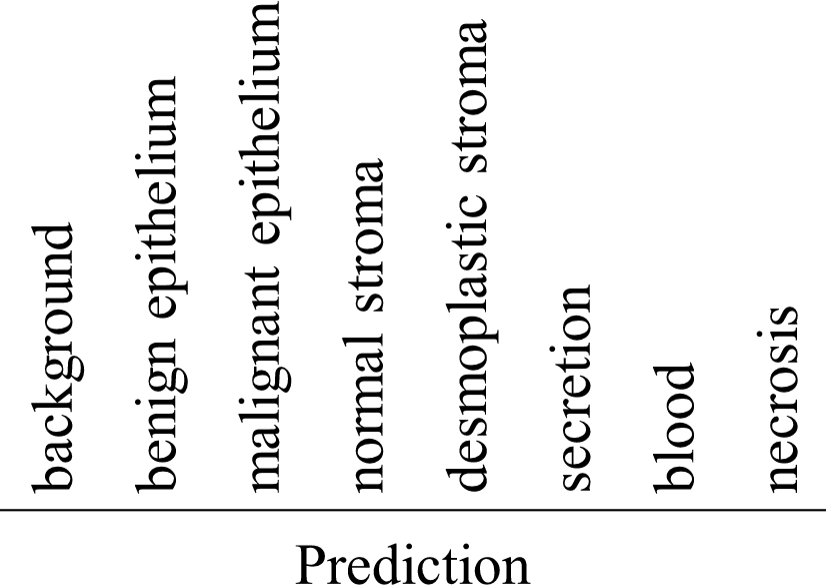 background
benign epithelium
malignant epithelium
normal stroma
desmoplastic stroma
secretion
blood
necrosis
Prediction